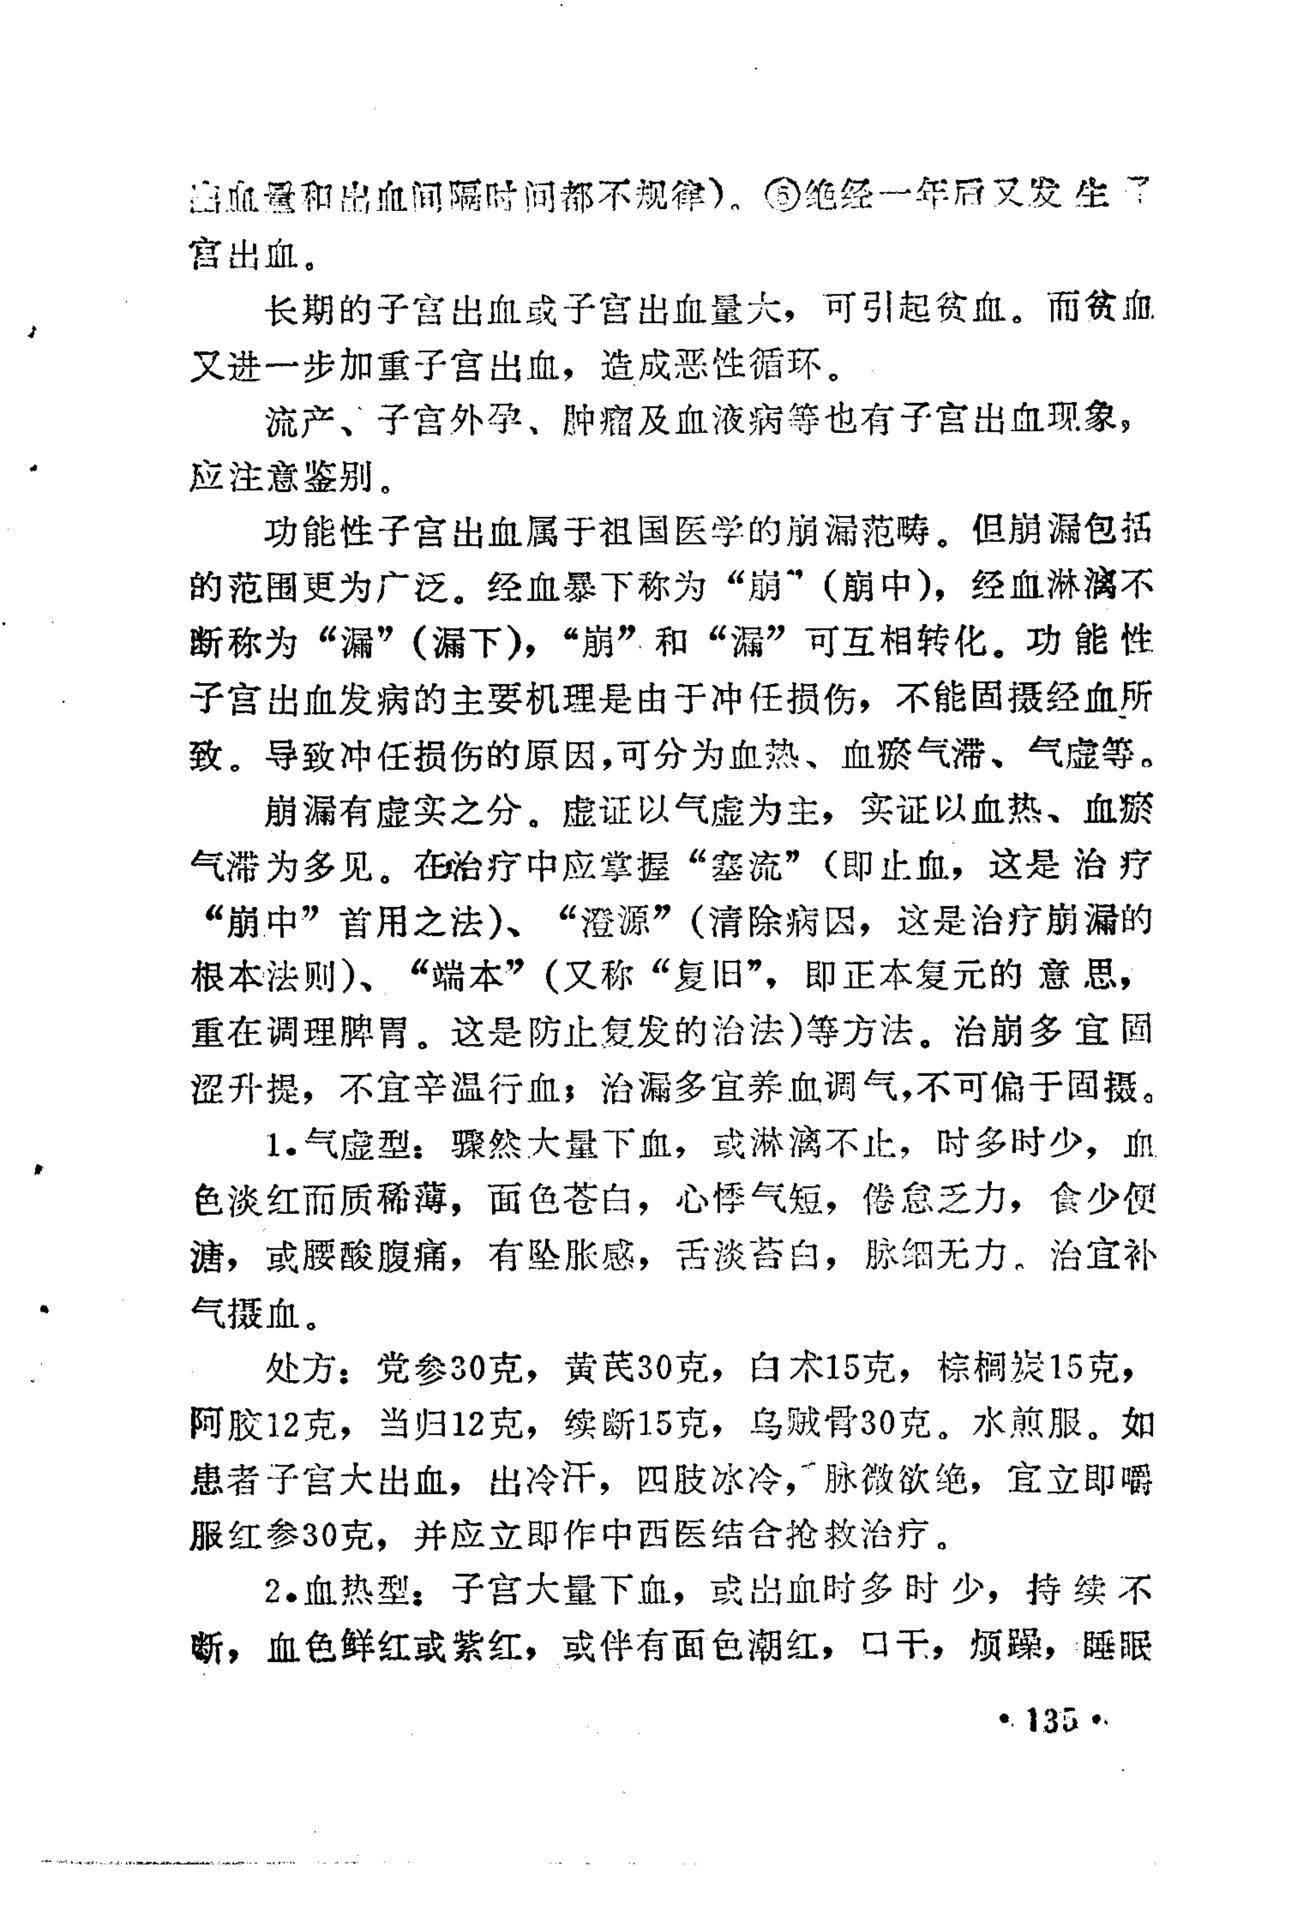 出血量和出血间隔时间都不规律）。⑤绝经一年后又发生子
宫出血。
长期的子宫出血或子宫出血量大，可引起贫血。而贫血
又进一步加重子宫出血，造成恶性循环。
流产、子宫外孕、肿瘤及血液病等也有子宫出血现象，
应注意鉴别。
功能性子宫出血属于祖国医学的崩漏范畴。但崩漏包括
的范围更为广泛。经血暴下称为“崩”（崩中），经血淋漓不
断称为“漏”（漏下），“崩”和“漏”可互相转化。功能性
子宫出血发病的主要机理是由于冲任损伤，不能固摄经血所
致。导致冲任损伤的原因，可分为血热、血瘀气滞、气虚等。
崩漏有虚实之分。虚证以气虚为主，实证以血热、血瘀
气滞为多见。在治疗中应掌握“塞流”（即止血，这是治疗
“崩中”首用之法）、“澄源”（清除病因，这是治疗崩漏的
根本法则）、“端本”（又称“复旧”，即正本复元的意思，
重在调理脾胃。这是防止复发的治法）等方法。治崩多宜固
涩升提，不宜辛温行血；治漏多宜养血调气，不可偏于固摄。
1.气虚型：骤然大量下血，或淋漓不止，时多时少，血
色淡红而质稀薄，面色苍白，心悸气短，倦怠乏力，食少便
溏，或腰酸腹痛，有坠胀感，舌淡苔白，脉细无力。治宜补
气摄血。
处方：党参30克，黄芪30克，白术15克，棕榈炭15克，
阿胶12克，当归12克，续断15克，乌贼骨30克。水煎服。如
患者子宫大出血，出冷汗，四肢冰冷，脉微欲绝，宜立即嚼
服红参30克，并应立即作中西医结合抢救治疗。
2.血热型：子宫大量下血，或出血时多时少，持续不
断，血色鲜红或紫红，或伴有面色潮红，口干，烦躁，睡眠
·135·